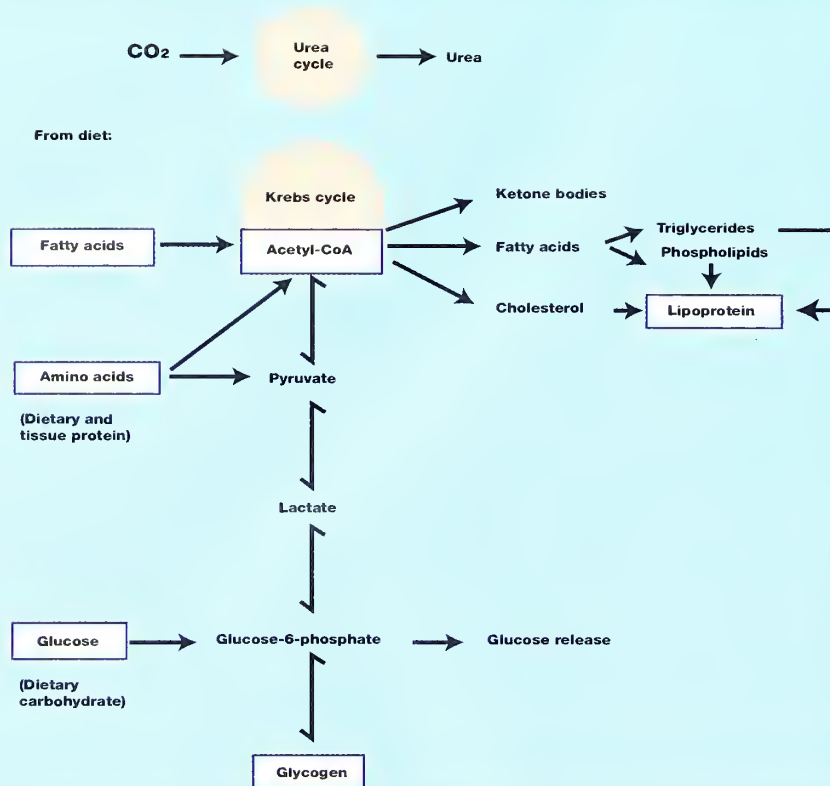 CO2
Urea
cycle
Urea
From diet:
Krebs cycle
Ketone bodies
Fatty acids
Acetyl-CoA
Fatty acids
Triglycerides
Phospholipids
Cholesterol
Lipoprotein
Amino acids
Pyruvate
(Dietary and
tissue protein)
Lactate
Glucose
Glucose-6-phosphate
Glucose release
(Dietary
carbohydrate)
Glycogen